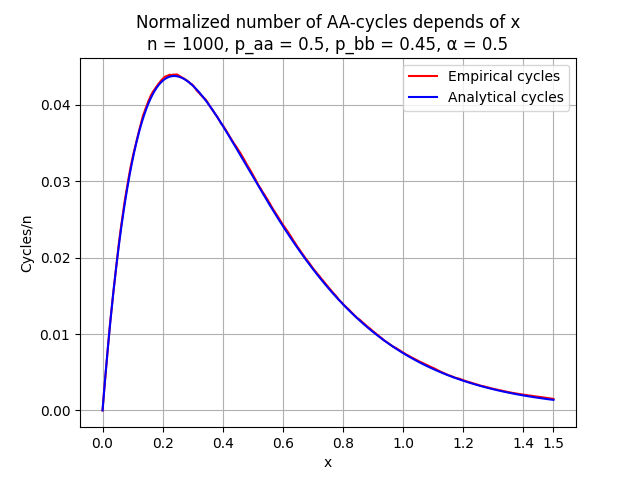 Normalized number of AA-cycles depends of x
n = 1000, p_aa = 0.5, p_bb = 0.45, α = 0.5
Empirical cycles
Analytical cycles
Cycles/n
0.04
0.03
0.02
0.01
0.00
0.0 0.2 0.4 0.6 0.8 1.0 1.2 1.4 1.5
x